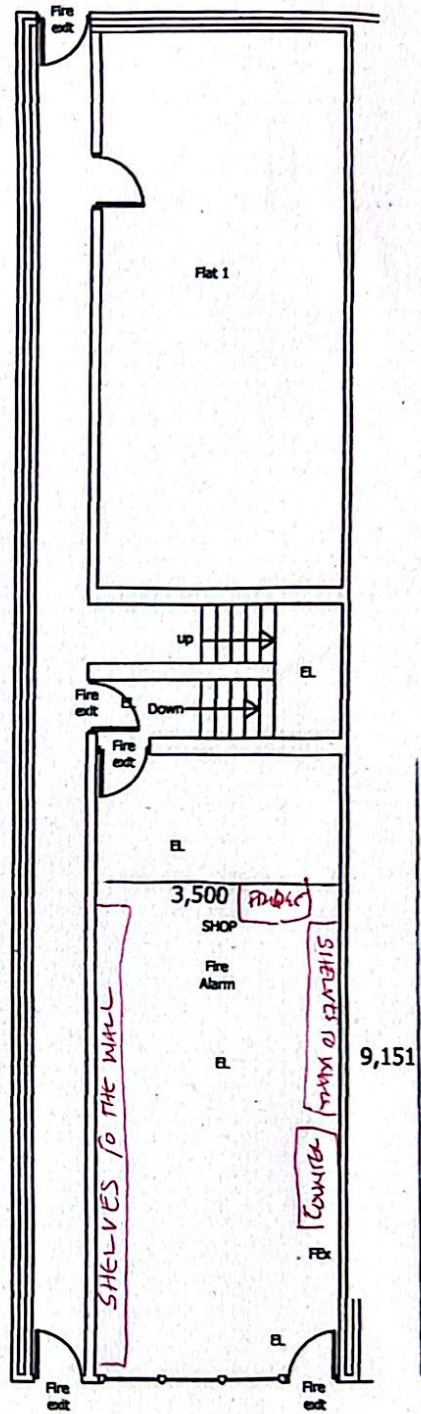 Fire
exit
Flat 1
up
EL
Fire
exit
EL
Down
Fire
exit
EL
3,500
FRIDGE
SHOP
Fire
Alarm
SHELVES TO THE WALL
SHELVES TO WALL
EL
9,151
COUNTER
FEx
EL
Fire
exit
Fire
exit